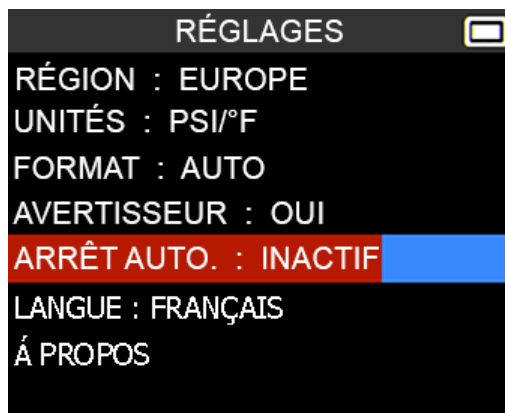 RÉGLAGES
RÉGION : EUROPE
UNITÉS : PSI/°F
FORMAT : AUTO
AVERTISSEUR : OUI
ARRÊT AUTO. : INACTIF
LANGUE : FRANÇAIS
Á PROPOS